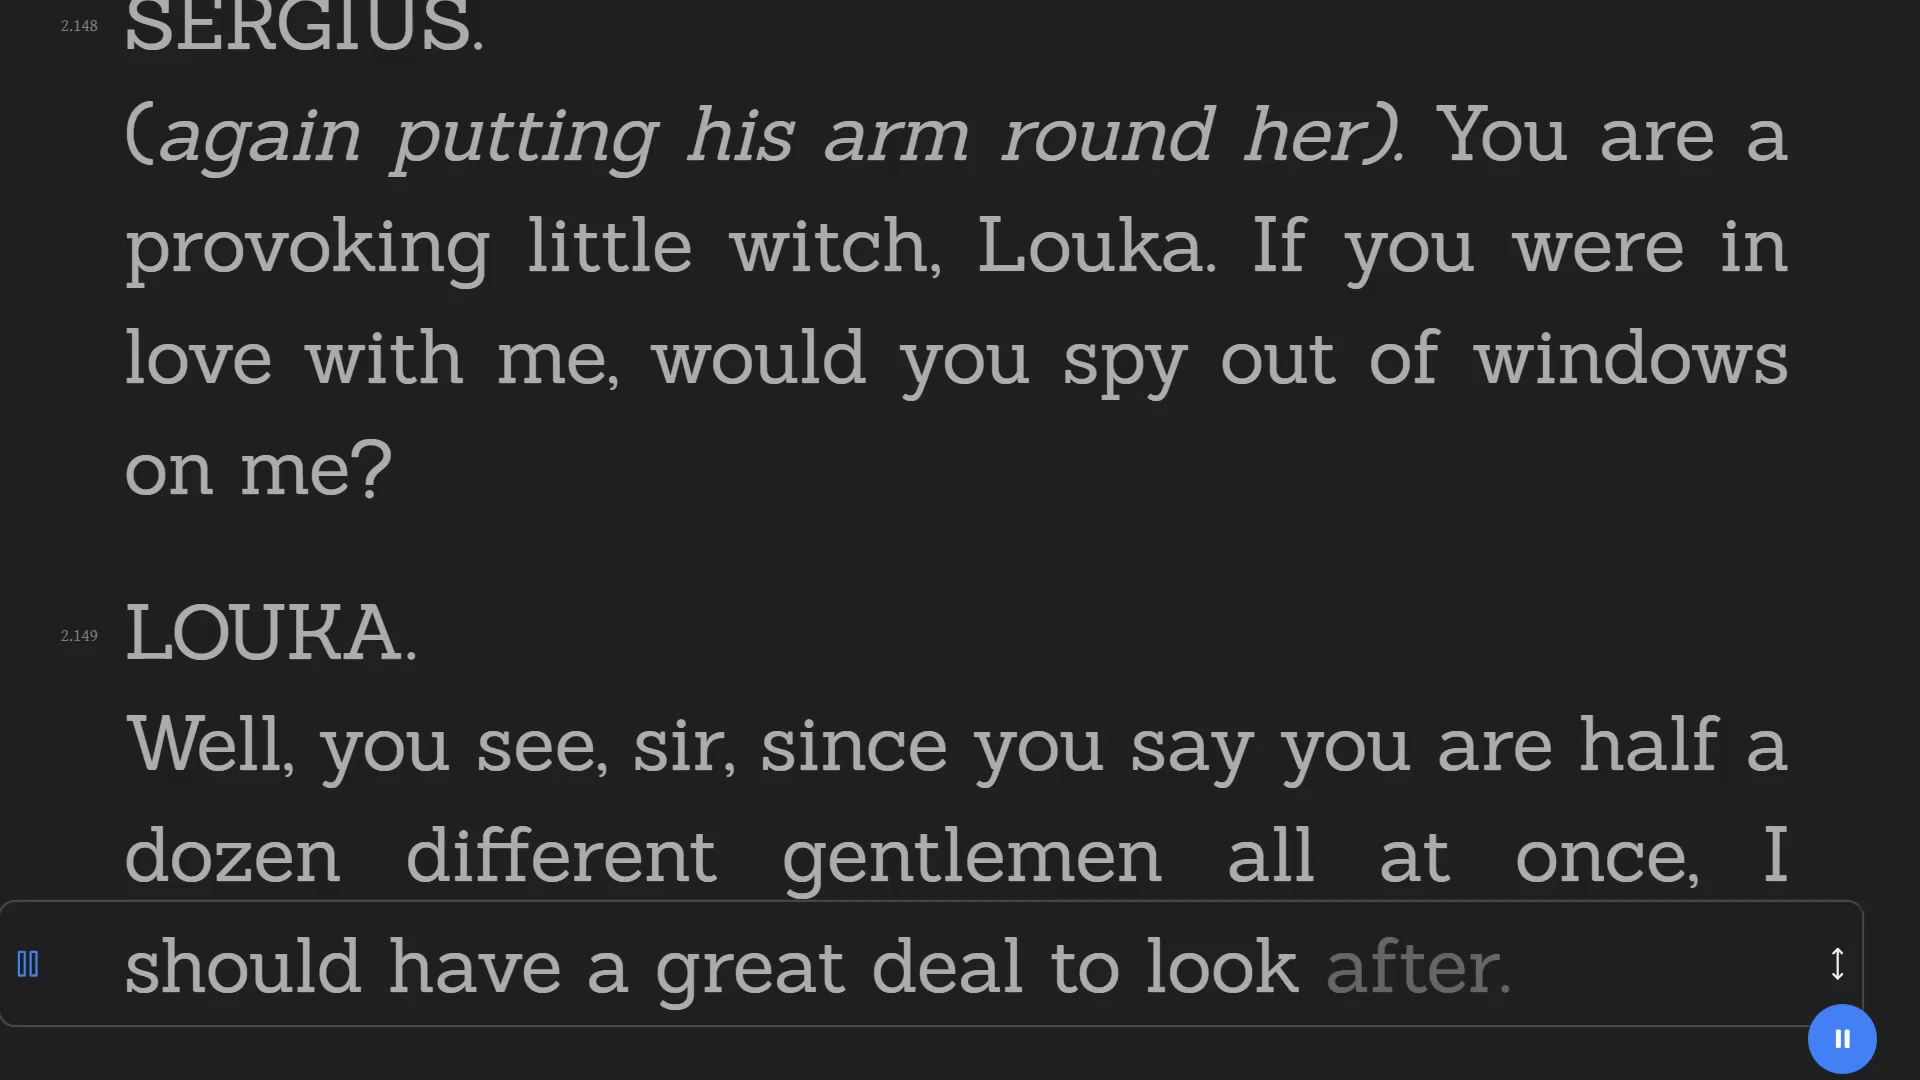 2.148 SERGIUS.
(again putting his arm round her). You are a
provoking little witch, Louka. If you were in
love with me, would you spy out of windows
on me?
2.149 LOUKA.
Well, you see, sir, since you say you are half a
dozen different gentlemen all at once, I
should have a great deal to look after.